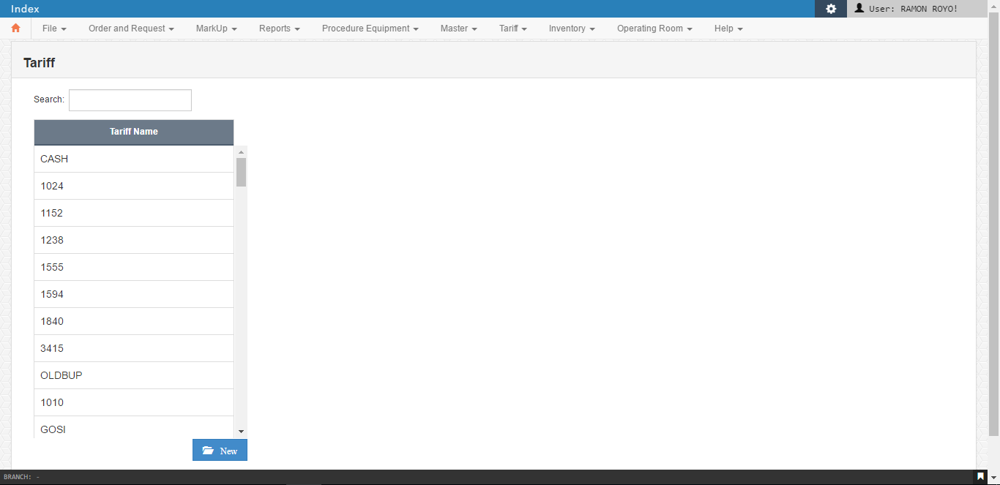 Index
User: RAMON ROYO!
File Order and Request MarkUp Reports Procedure Equipment Master Tariff Inventory Operating Room Help
Tariff
Search:
Tariff Name
CASH
1024
1152
1238
1555
1594
1840
3415
OLDBUP
1010
GOSI
New
BRANCH: -